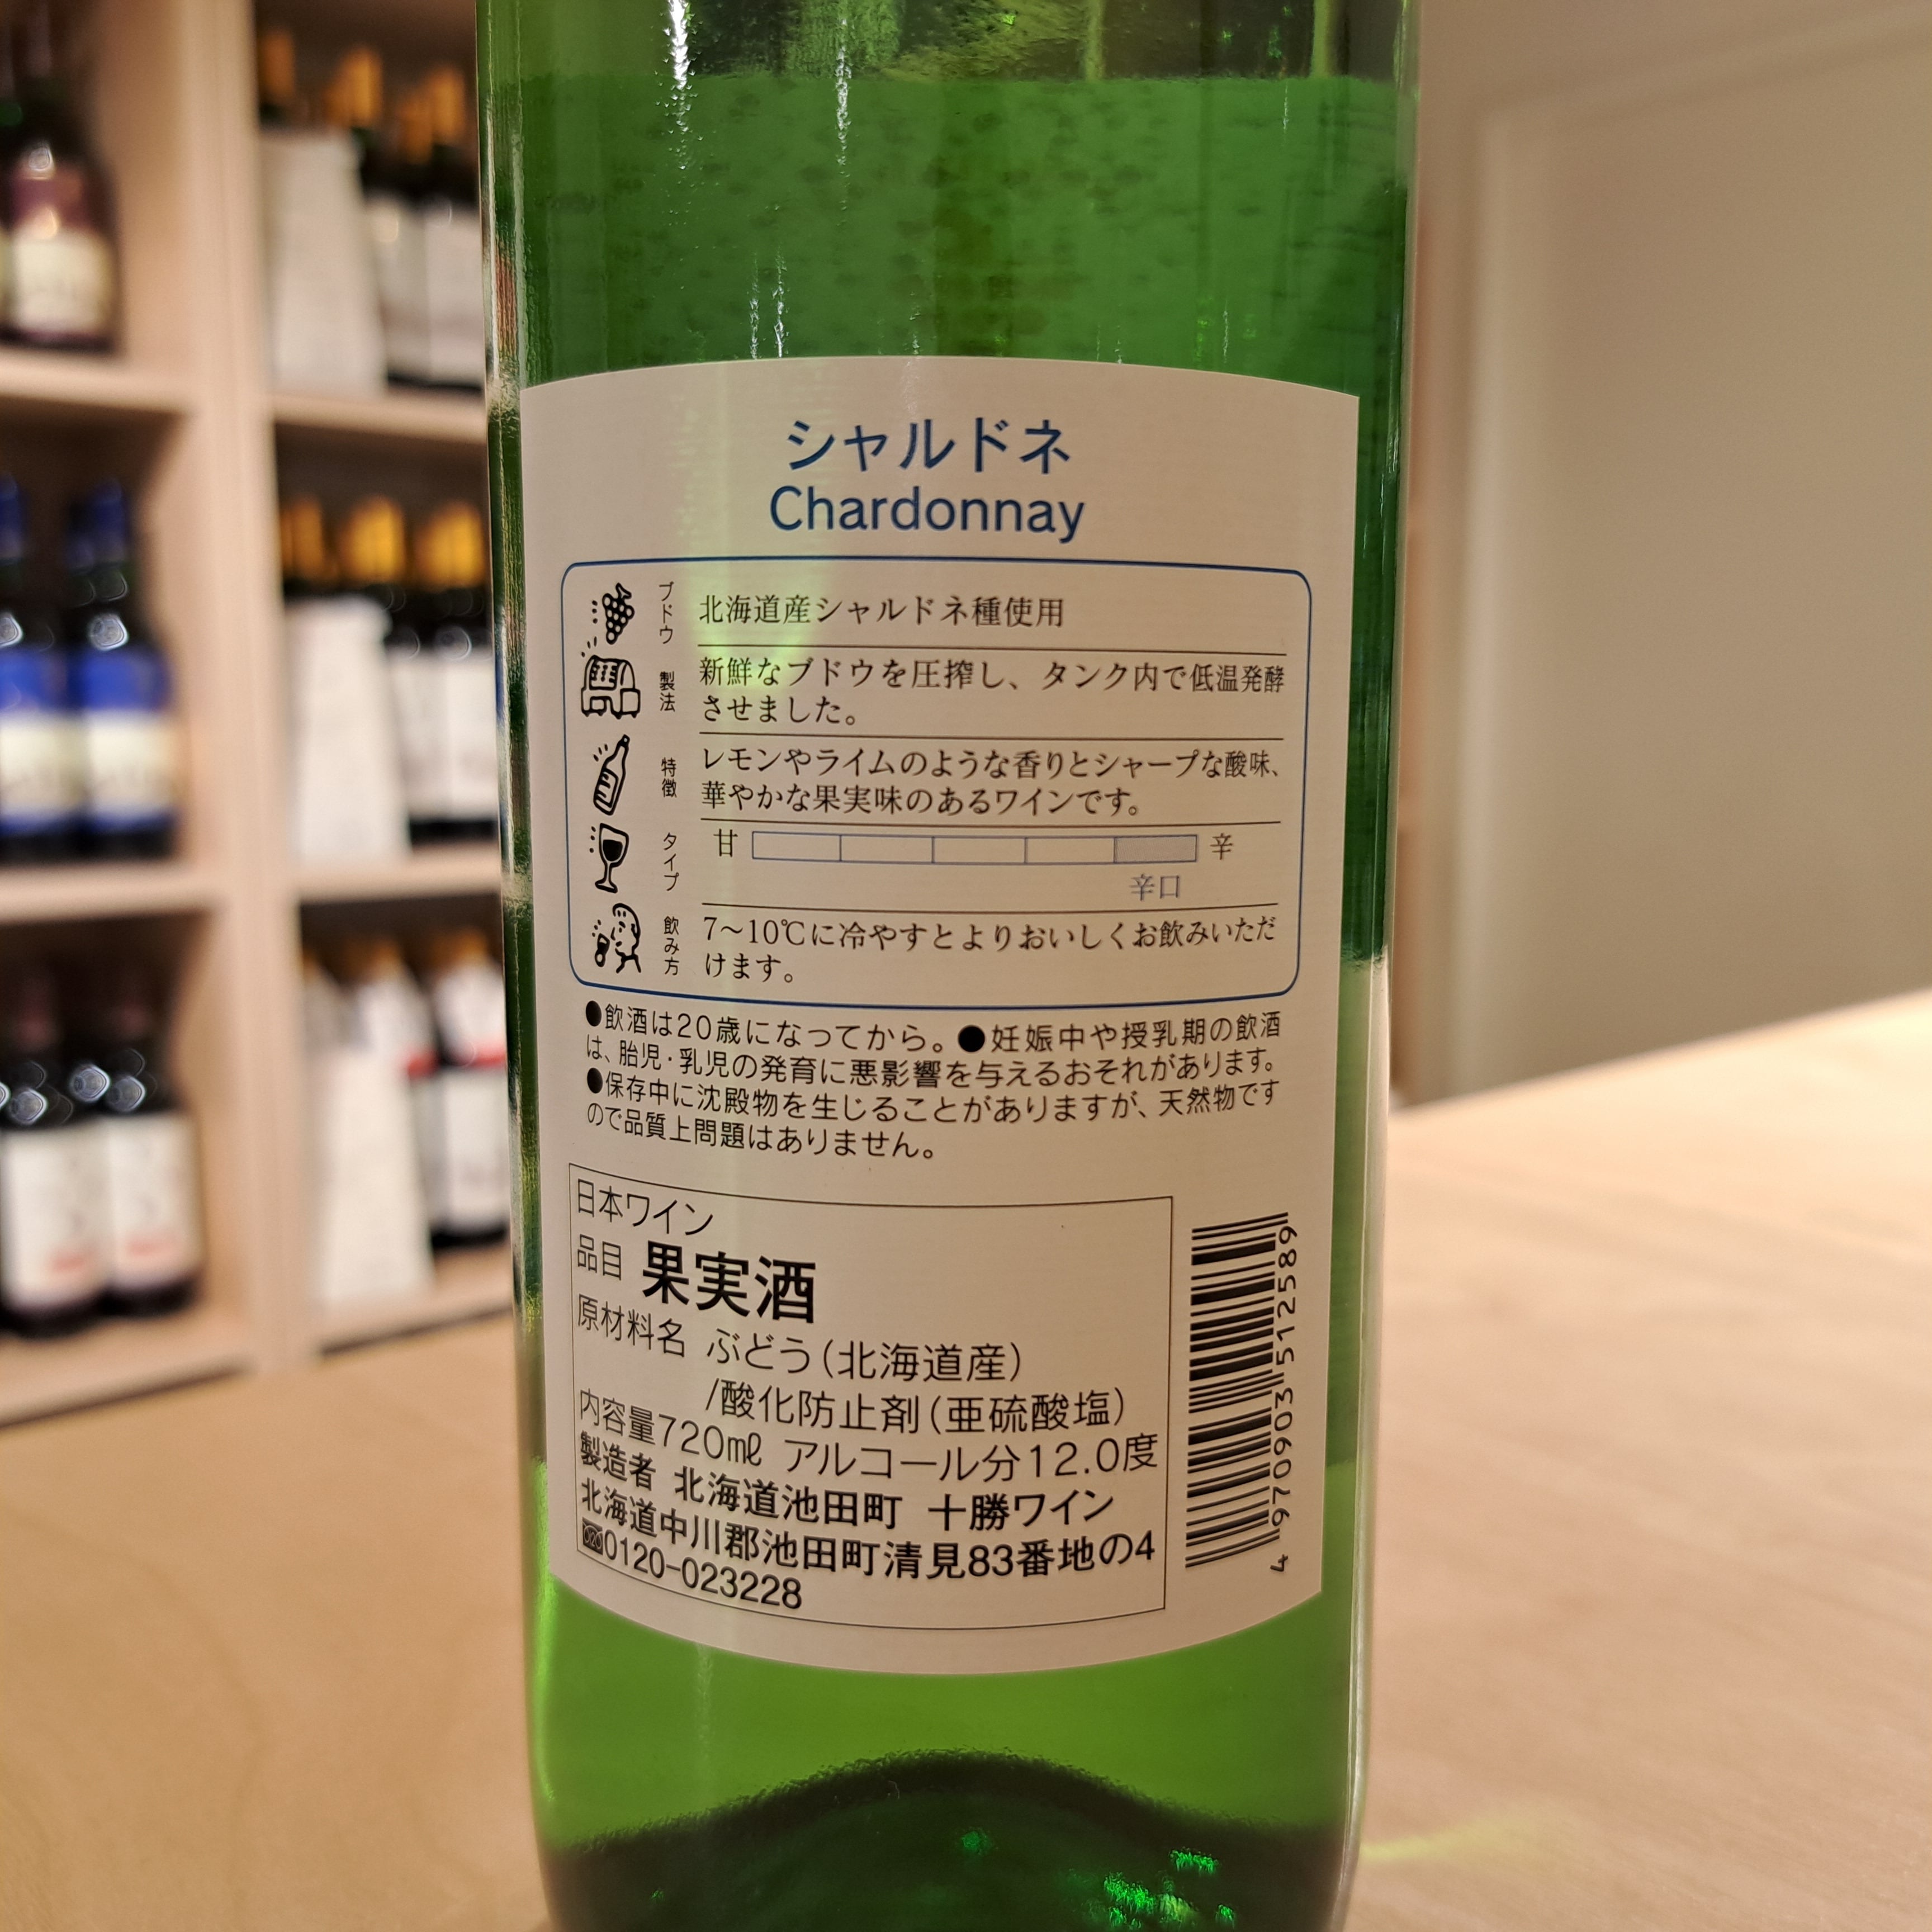 シャルドネ
Chardonnay
ブドウ 北海道産シャルドネ種使用
製法 新鮮なブドウを圧搾し、タンク内で低温発酵
させました。
特徴 レモンやライムのような香りとシャープな酸味、
華やかな果実味のあるワインです。
タイプ 甘 辛
辛口
飲み方 7〜10℃に冷やすとよりおいしくお飲みいただ
けます。
●飲酒は20歳になってから。●妊娠中や授乳期の飲酒
は、胎児・乳児の発育に悪影響を与えるおそれがあります。
●保存中に沈殿物を生じることがありますが、天然物です
ので品質上問題はありません。
日本ワイン
品目 果実酒
原材料名 ぶどう(北海道産)
/酸化防止剤(亜硫酸塩)
内容量720㎖ アルコール分12.0度
製造者 北海道池田町 十勝ワイン
北海道中川郡池田町清見83番地の4
0120-023228
4 970903 512589